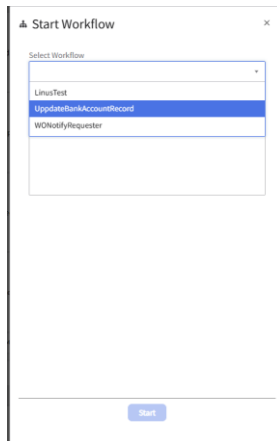 Start Workflow
×
Select Workflow
LinusTest
UppdateBankAccountRecord
WONotifyRequester
Start